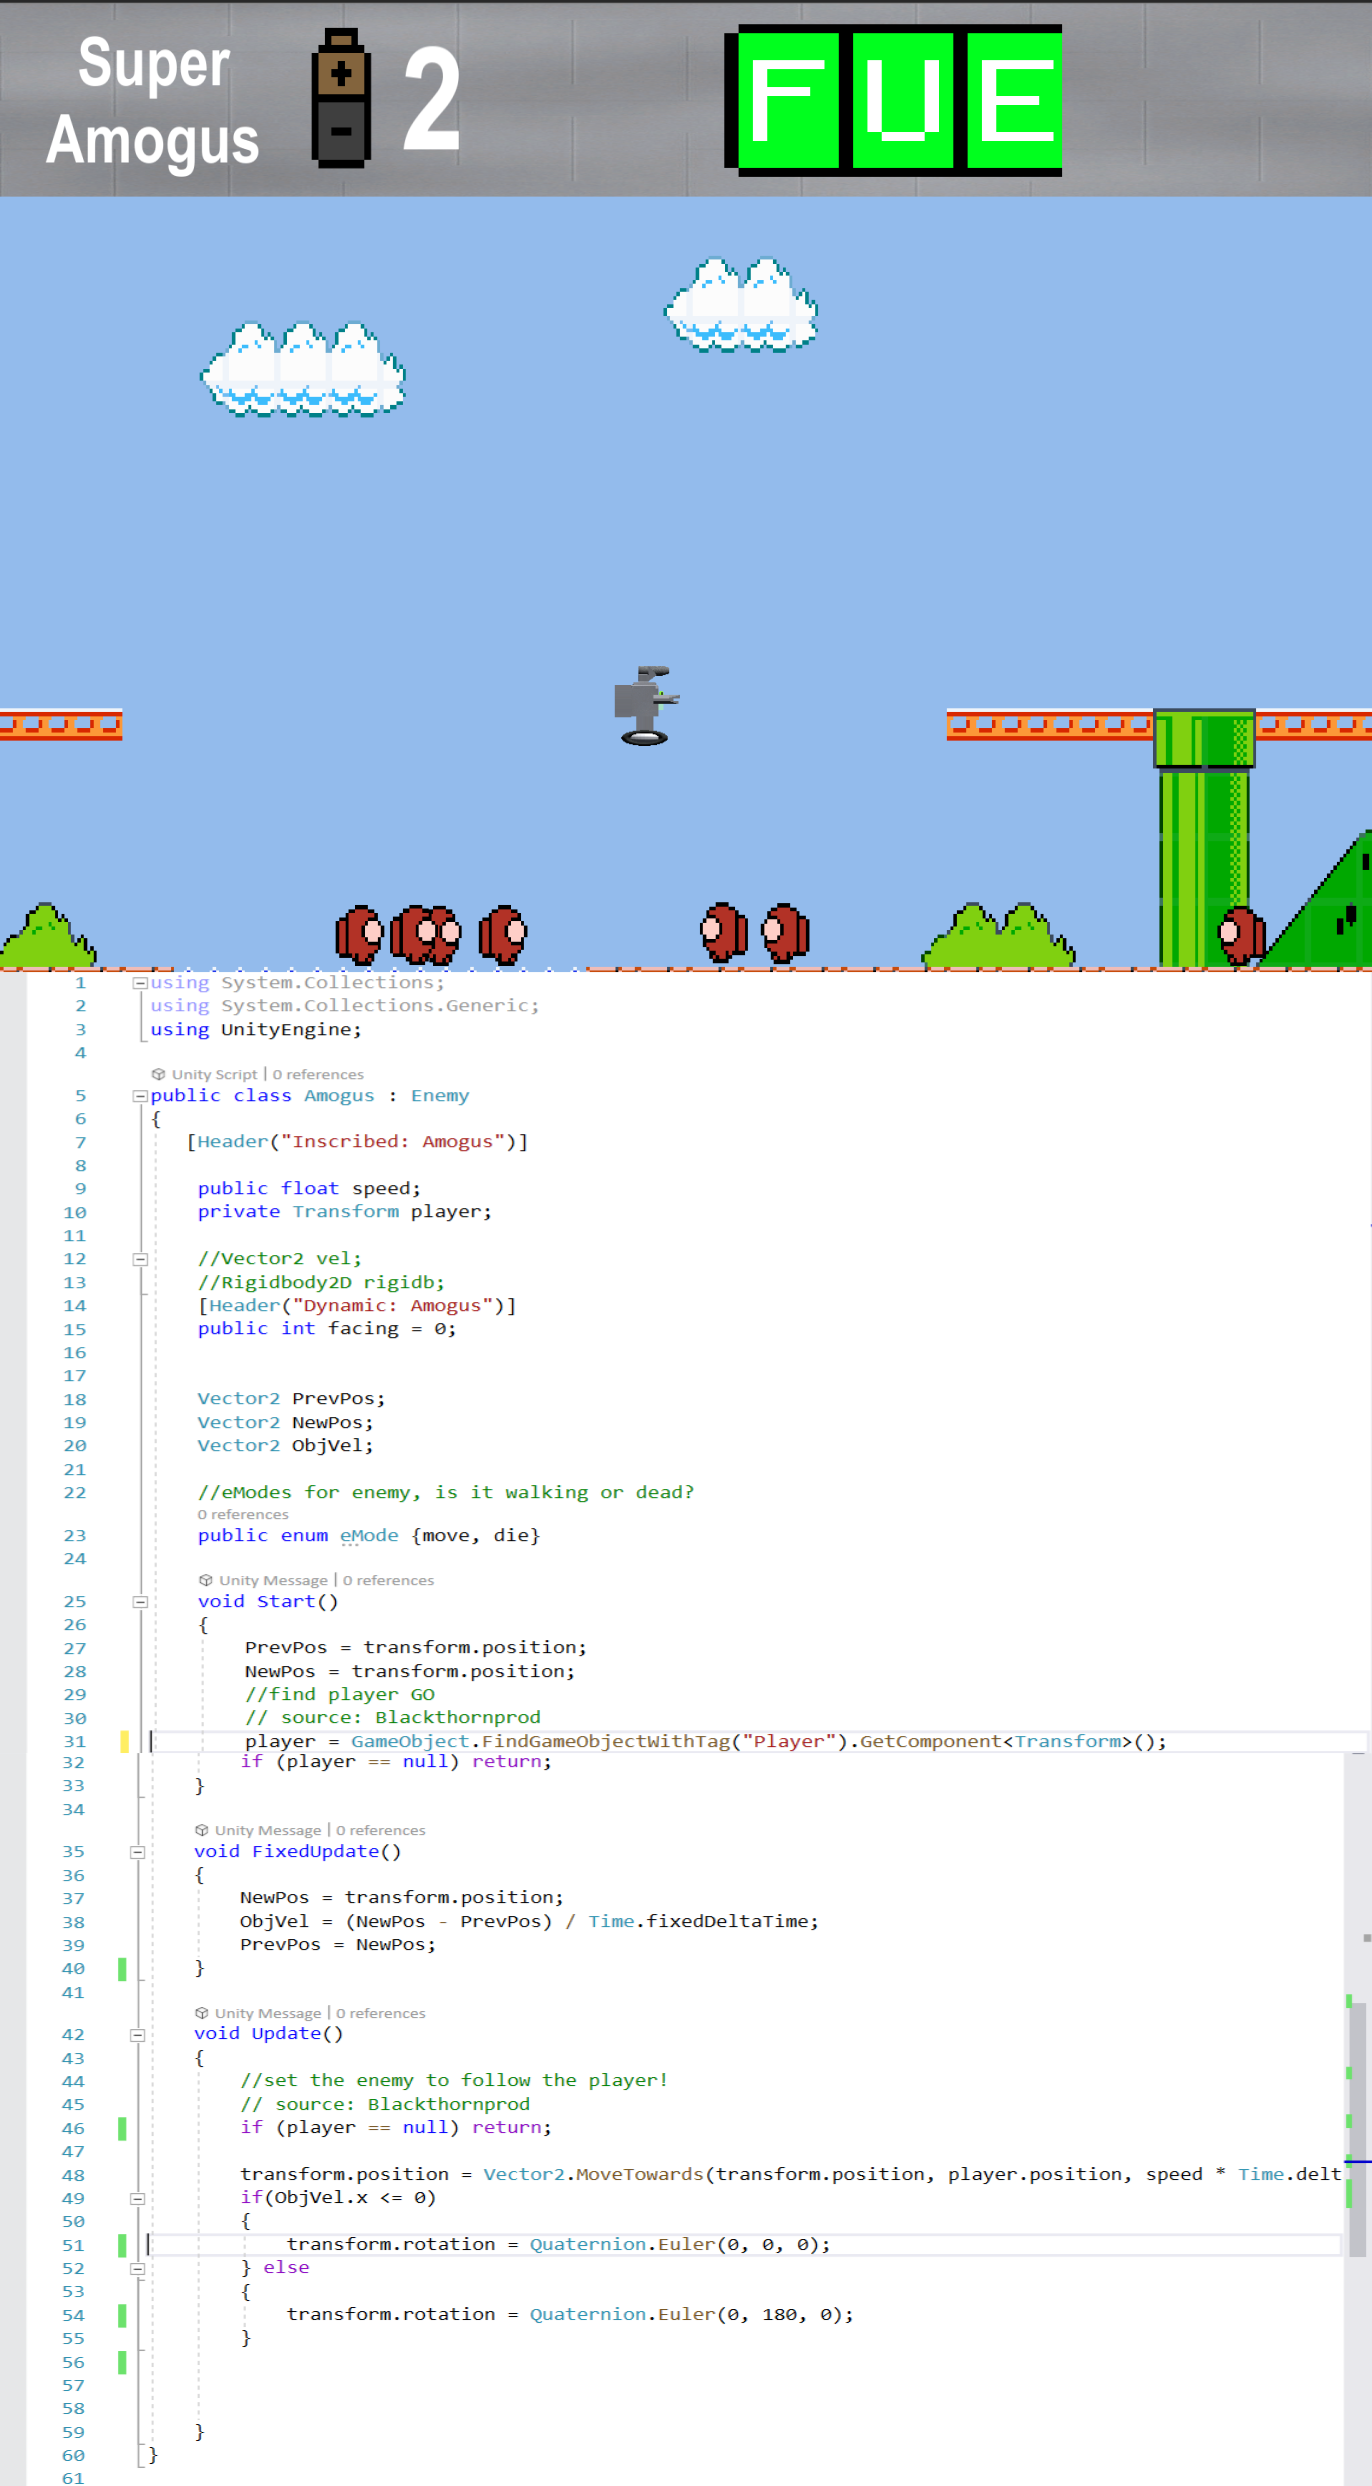 Super
Amogus
+
-
2
FUE
1 using System.Collections;
2 using System.Collections.Generic;
3 using UnityEngine;
4
Unity Script | 0 references
5 public class Amogus : Enemy
6 {
7 [Header("Inscribed: Amogus")]
8
9 public float speed;
10 private Transform player;
11
12 //Vector2 vel;
13 //Rigidbody2D rigidb;
14 [Header("Dynamic: Amogus")]
15 public int facing = 0;
16
17
18 Vector2 PrevPos;
19 Vector2 NewPos;
20 Vector2 ObjVel;
21
22 //eModes for enemy, is it walking or dead?
0 references
23 public enum eMode {move, die}
24
Unity Message | 0 references
25 void Start()
26 {
27 PrevPos = transform.position;
28 NewPos = transform.position;
29 //find player GO
30 // source: Blackthornprod
31 player = GameObject.FindGameObjectWithTag("Player").GetComponent<Transform>();
32 if (player == null) return;
33 }
34
Unity Message | 0 references
35 void FixedUpdate()
36 {
37 NewPos = transform.position;
38 ObjVel = (NewPos - PrevPos) / Time.fixedDeltaTime;
39 PrevPos = NewPos;
40 }
41
Unity Message | 0 references
42 void Update()
43 {
44 //set the enemy to follow the player!
45 // source: Blackthornprod
46 if (player == null) return;
47
48 transform.position = Vector2.MoveTowards(transform.position, player.position, speed * Time.delt
49 if(ObjVel.x <= 0)
50 {
51 transform.rotation = Quaternion.Euler(0, 0, 0);
52 } else
53 {
54 transform.rotation = Quaternion.Euler(0, 180, 0);
55 }
56
57
58
59 }
60 }
61